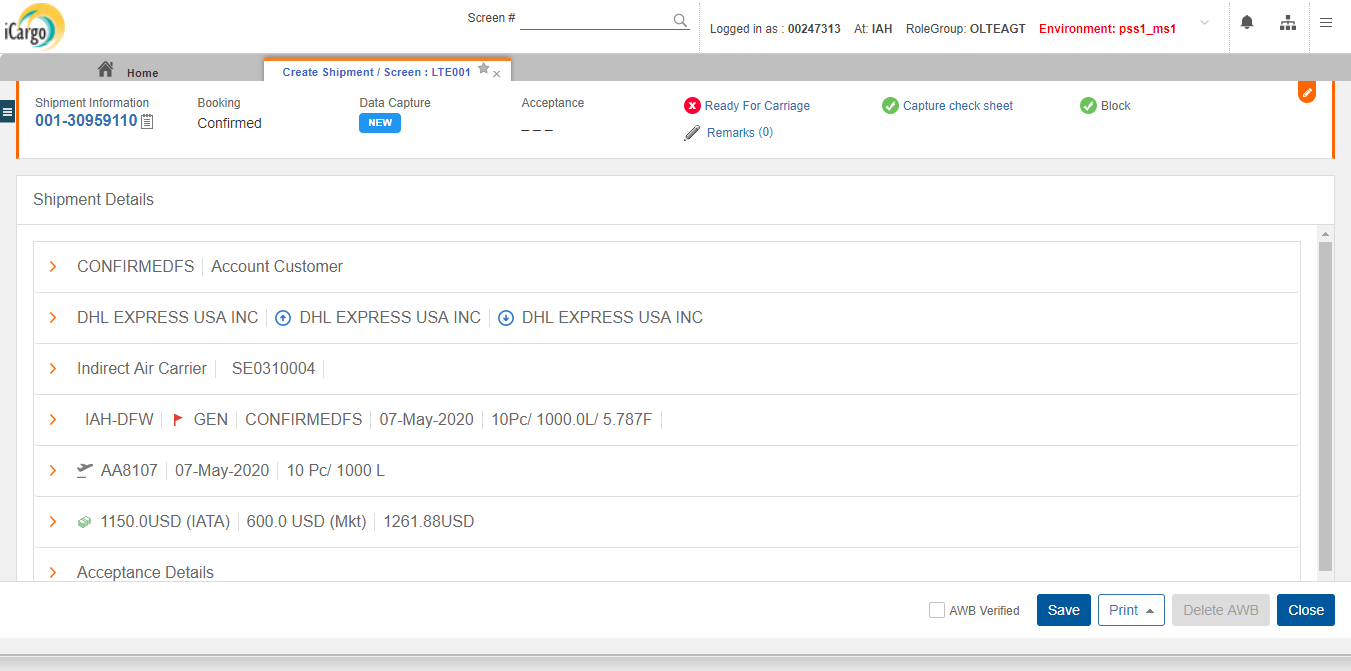 iCargo
Screen #
Logged in as : 00247313 At: IAH RoleGroup: OLTEAGT Environment: pss1_ms1
Home
Create Shipment / Screen : LTE001
Shipment Information Booking Data Capture Acceptance
001-30959110 Confirmed NEW _ _ _
Ready For Carriage Capture check sheet Block
Remarks (0)
Shipment Details
CONFIRMEDFS Account Customer
DHL EXPRESS USA INC DHL EXPRESS USA INC DHL EXPRESS USA INC
Indirect Air Carrier SE0310004
IAH-DFW GEN CONFIRMEDFS 07-May-2020 10Pc/ 1000.0L/ 5.787F
AA8107 07-May-2020 10 Pc/ 1000 L
1150.0USD (IATA) 600.0 USD (Mkt) 1261.88USD
Acceptance Details
AWB Verified Save Print Delete AWB Close